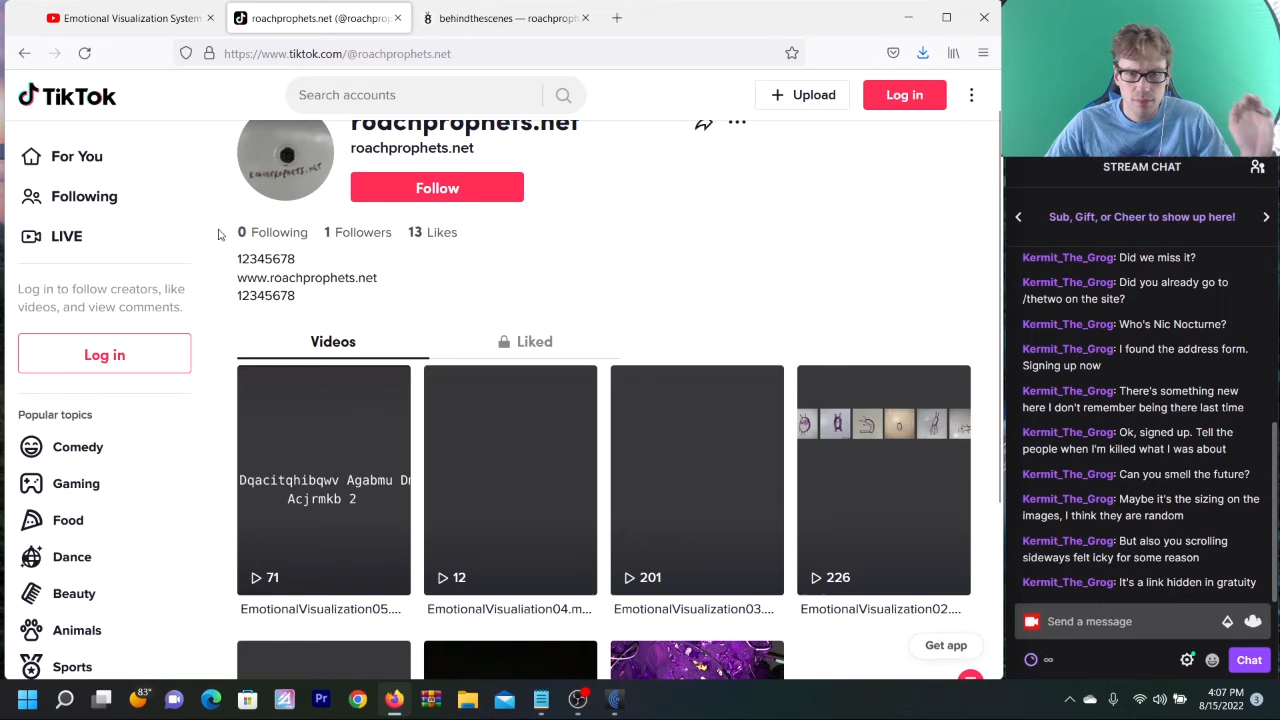 Emotional Visualization System
roachprophets.net (@roachprop
behindthescenes — roachproph
https://www.tiktok.com/@roachprophets.net
TikTok
Search accounts
Upload
Log in
For You
Following
LIVE
Log in to follow creators, like
videos, and view comments.
Log in
Popular topics
Comedy
Gaming
Food
Dance
Beauty
Animals
Sports
ROACHPROPHETS.NET
roachprophets.net
roachprophets.net
Follow
0 Following 1 Followers 13 Likes
12345678
www.roachprophets.net
12345678
Videos
Liked
Dqacitqhibqwv Agabmu
Acjrmkb 2
71
12
201
226
EmotionalVisualization05....
EmotionalVisualiation04.m...
EmotionalVisualization03....
EmotionalVisualization02....
Get app
STREAM CHAT
Sub, Gift, or Cheer to show up here!
Kermit_The_Grog: Did we miss it?
Kermit_The_Grog: Did you already go to
/thetwo on the site?
Kermit_The_Grog: Who's Nic Nocturne?
Kermit_The_Grog: I found the address form.
Signing up now
Kermit_The_Grog: There's something new
here I don't remember being there last time
Kermit_The_Grog: Ok, signed up. Tell the
people when I'm killed what I was about
Kermit_The_Grog: Can you smell the future?
Kermit_The_Grog: Maybe it's the sizing on the
images, I think they are random
Kermit_The_Grog: But also you scrolling
sideways felt icky for some reason
Kermit_The_Grog: It's a link hidden in gratuity
Send a message
Chat
83°
Pr
4:07 PM
8/15/2022
3